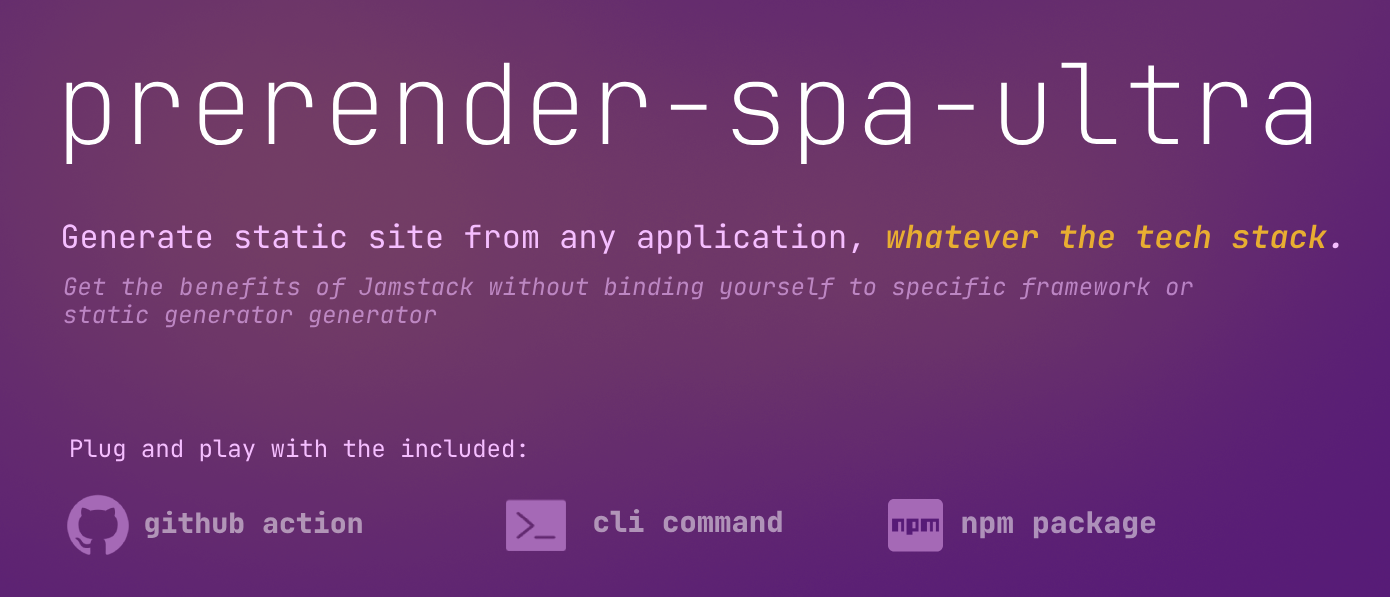 prerender-spa-ultra
Generate static site from any application, whatever the tech stack.
Get the benefits of Jamstack without binding yourself to specific framework or
static generator generator
Plug and play with the included:
github action
>_ cli command
npm npm package